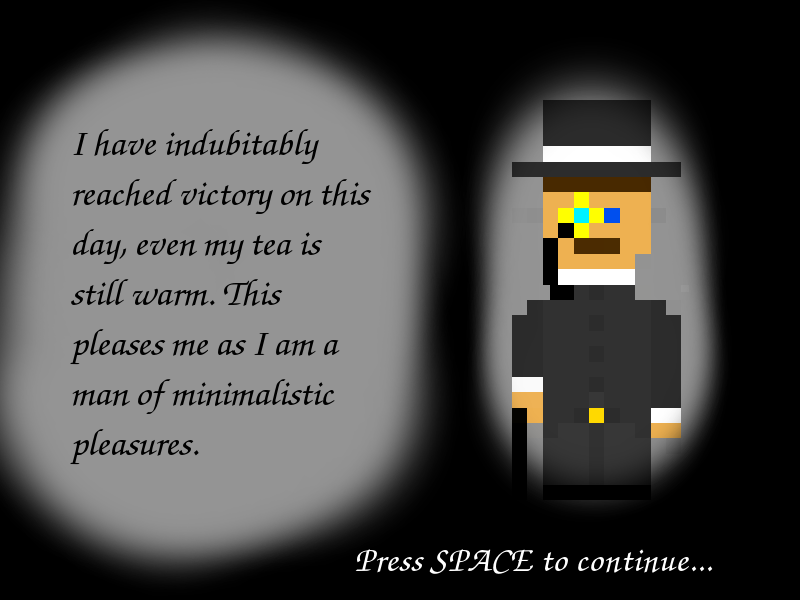 I have indubitably
reached victory on this
day, even my tea is
still warm. This
pleases me as I am a
man of minimalistic
pleasures.
Press SPACE to continue...